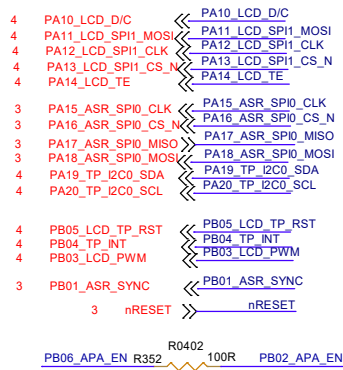 4 PA10_LCD_D/C PA10_LCD_D/C
4 PA11_LCD_SPI1_MOSI PA11_LCD_SPI1_MOSI
4 PA12_LCD_SPI1_CLK PA12_LCD_SPI1_CLK
4 PA13_LCD_SPI1_CS_N PA13_LCD_SPI1_CS_N
4 PA14_LCD_TE PA14_LCD_TE
3 PA15_ASR_SPI0_CLK PA15_ASR_SPI0_CLK
3 PA16_ASR_SPI0_CS_N PA16_ASR_SPI0_CS_N
3 PA17_ASR_SPI0_MISO PA17_ASR_SPI0_MISO
3 PA18_ASR_SPI0_MOSI PA18_ASR_SPI0_MOSI
4 PA19_TP_I2C0_SDA PA19_TP_I2C0_SDA
4 PA20_TP_I2C0_SCL PA20_TP_I2C0_SCL
4 PB05_LCD_TP_RST PB05_LCD_TP_RST
4 PB04_TP_INT PB04_TP_INT
4 PB03_LCD_PWM PB03_LCD_PWM
3 PB01_ASR_SYNC PB01_ASR_SYNC
3 nRESET nRESET
R0402
PB06_APA_EN R352 100R PB02_APA_EN